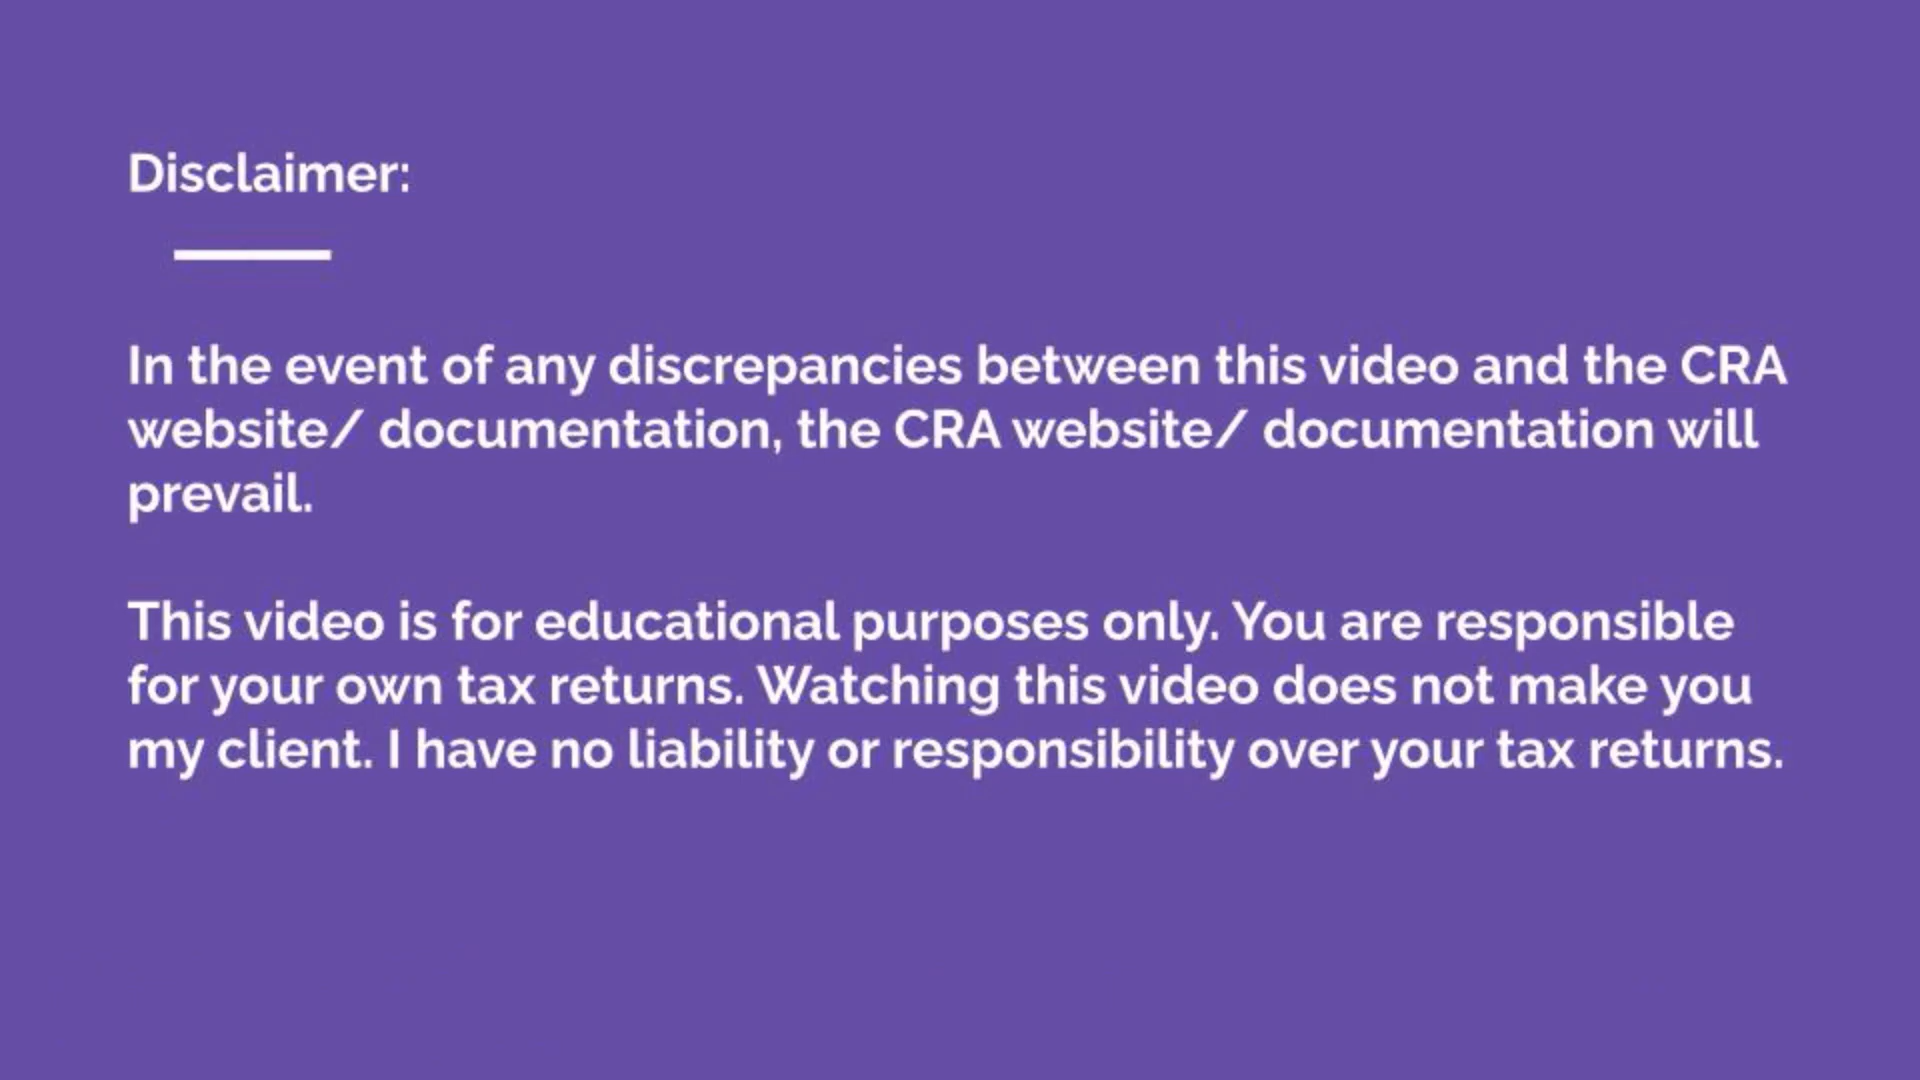 Disclaimer:
In the event of any discrepancies between this video and the CRA
website/ documentation, the CRA website/ documentation will
prevail.
This video is for educational purposes only. You are responsible
for your own tax returns. Watching this video does not make you
my client. I have no liability or responsibility over your tax returns.